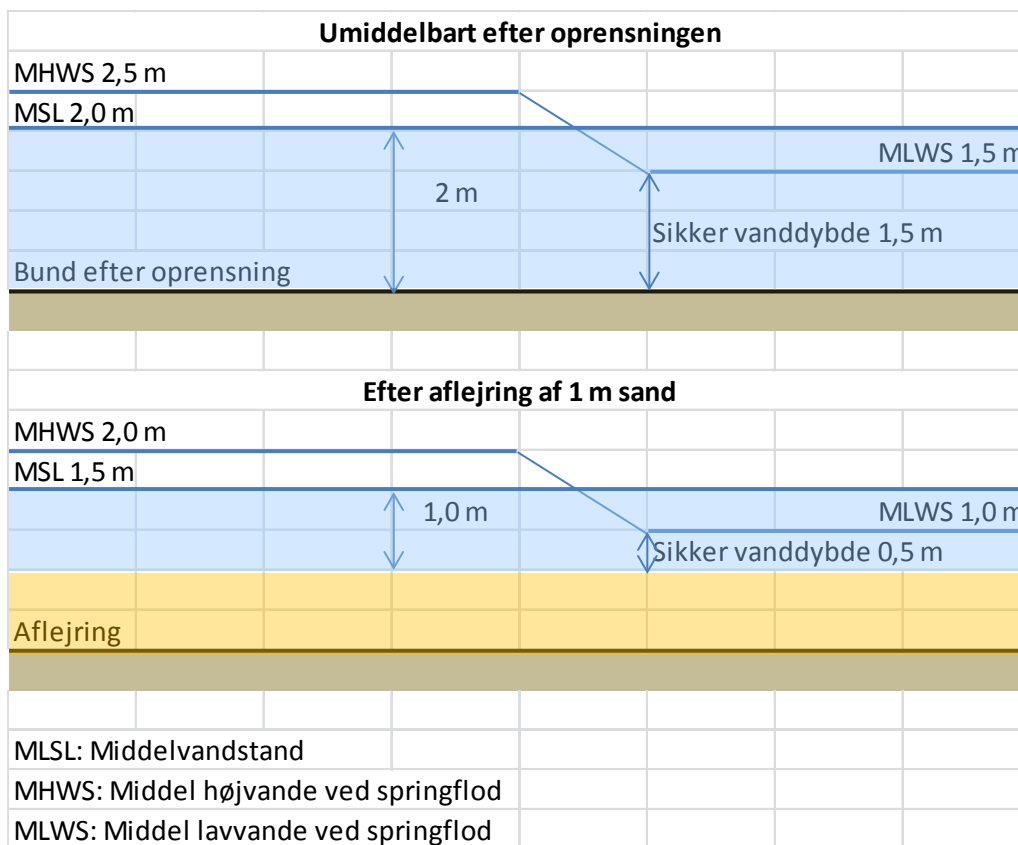 Umiddelbart efter oprensningen
MHWS 2,5 m
MSL 2,0 m
MLWS 1,5 m
2 m
Sikker vanddybde 1,5 m
Bund efter oprensning
Efter aflejring af 1 m sand
MHWS 2,0 m
MSL 1,5 m
1,0 m
MLWS 1,0 m
Sikker vanddybde 0,5 m
Aflejring
MLSL: Middelvandstand
MHWS: Middel højvande ved springflod
MLWS: Middel lavvande ved springflod